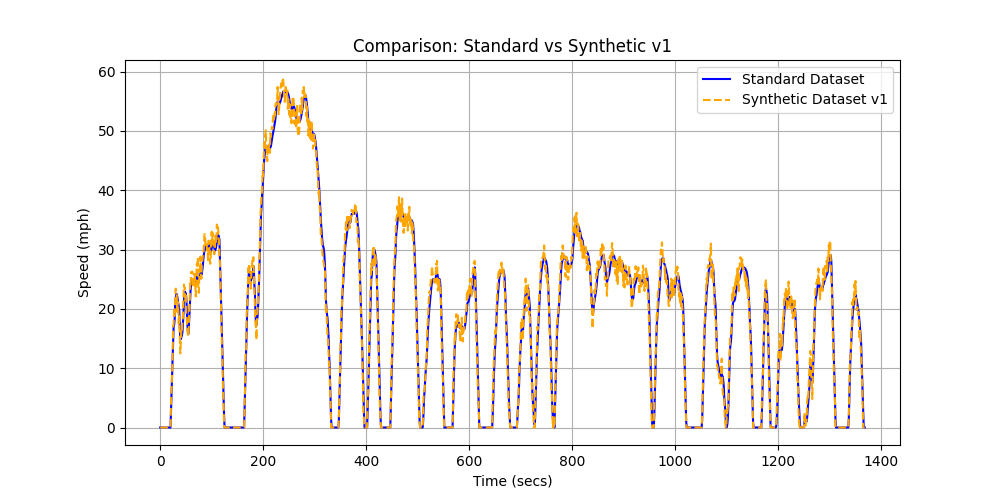 Comparison: Standard vs Synthetic v1
Standard Dataset
Synthetic Dataset v1
Speed (mph)
60
50
40
30
20
10
0
0 200 400 600 800 1000 1200 1400
Time (secs)